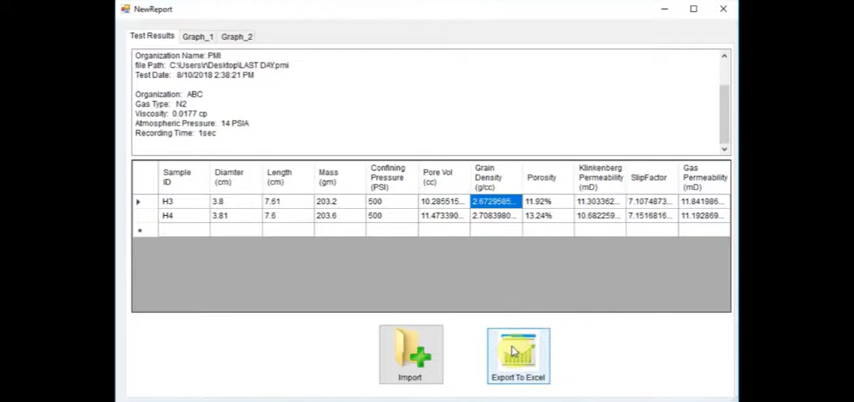 NewReport
Test Results Graph_1 Graph_2
Organization Name: PMI
file Path: C:\Users\r\Desktop\LAST DAY.pmi
Test Date: 8/10/2018 2:38:21 PM
Organization: ABC
Gas Type: N2
Viscosity: 0.0177 cp
Atmospheric Pressure: 14 PSIA
Recording Time: 1sec
Sample ID Diamter (cm) Length (cm) Mass (gm) Confining Pressure (PSI) Pore Vol (cc) Grain Density (g/cc) Porosity Klinkenberg Permeability (mD) SlipFactor Gas Permeability (mD)
H3 3.8 7.61 203.2 500 10.285515... 2.6729585... 11.92% 11.303362... 7.1074873... 11.841986...
H4 3.81 7.6 203.6 500 11.473390... 2.7083980... 13.24% 10.682259... 7.1516816... 11.192869...
Import Export To Excel